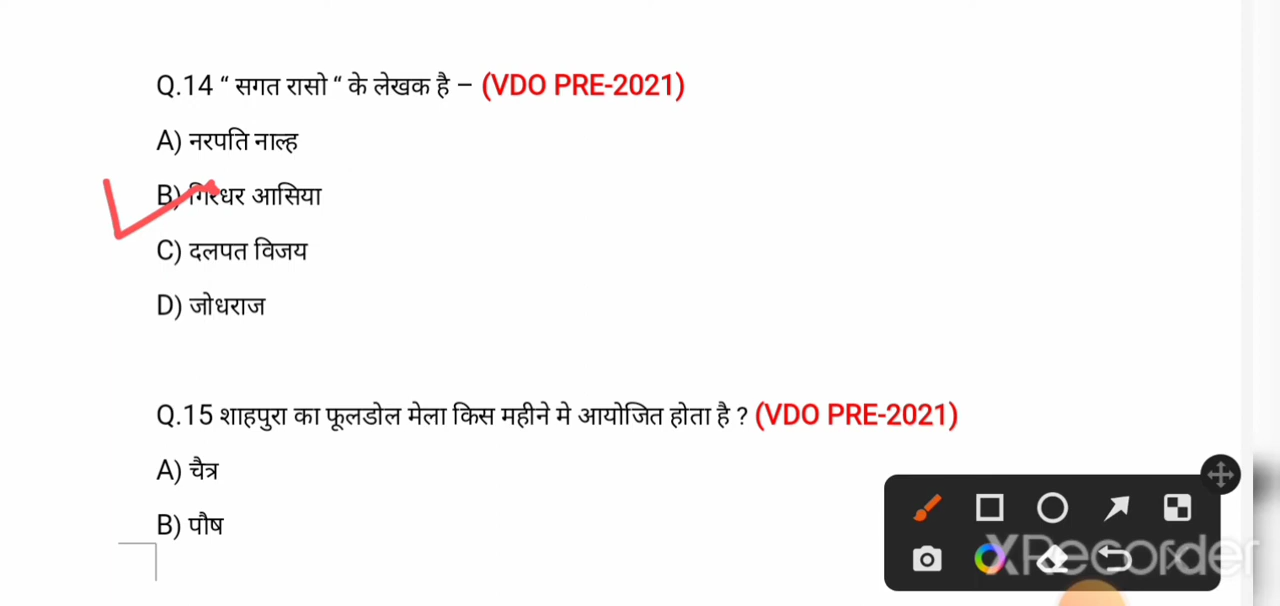 Q.14 “ सगत रासो “ के लेखक है – (VDO PRE-2021)
A) नरपति नाल्ह
B) गिरधर आसिया
C) दलपत विजय
D) जोधराज
Q.15 शाहपुरा का फूलडोल मेला किस महीने मे आयोजित होता है ? (VDO PRE-2021)
A) चैत्र
B) पौष
XRecorder